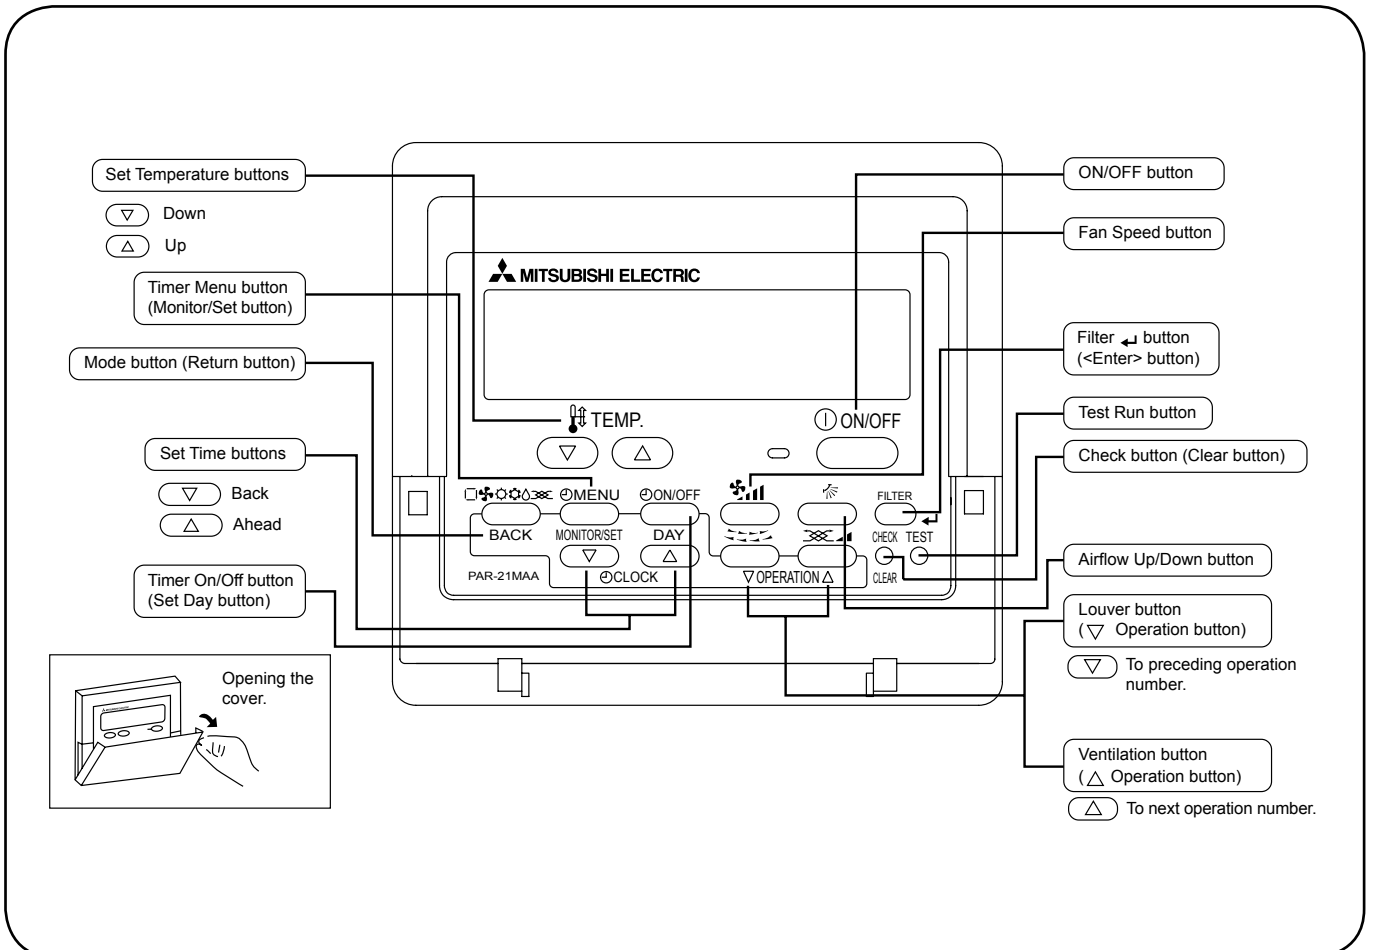 Set Temperature buttons
Down
Up
Timer Menu button
(Monitor/Set button)
Mode button (Return button)
Set Time buttons
Back
Ahead
Timer On/Off button
(Set Day button)
Opening the
cover.
MITSUBISHI ELECTRIC
TEMP.
ON/OFF
MENU
ON/OFF
FILTER
BACK
MONITOR/SET
DAY
CHECK
TEST
PAR-21MAA
CLOCK
▽ OPERATION △
CLEAR
ON/OFF button
Fan Speed button
Filter ↵ button
(<Enter> button)
Test Run button
Check button (Clear button)
Airflow Up/Down button
Louver button
(▽ Operation button)
To preceding operation
number.
Ventilation button
(△ Operation button)
To next operation number.